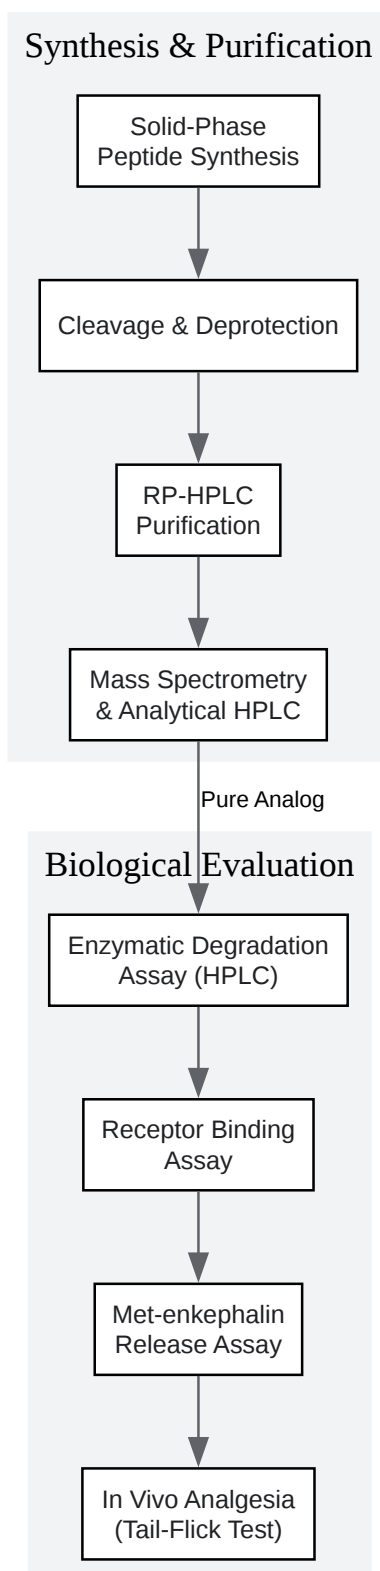 Synthesis & Purification
Solid-Phase
Peptide Synthesis
Cleavage & Deprotection
RP-HPLC
Purification
Mass Spectrometry
& Analytical HPLC
Pure Analog
Biological Evaluation
Enzymatic Degradation
Assay (HPLC)
Receptor Binding
Assay
Met-enkephalin
Release Assay
In Vivo Analgesia
(Tail-Flick Test)